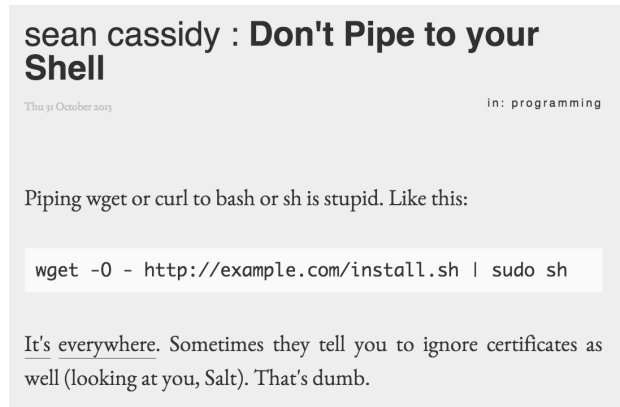 sean cassidy : Don't Pipe to your
Shell
Thu 31 October 2013
in: programming
Piping wget or curl to bash or sh is stupid. Like this:
wget -O - http://example.com/install.sh | sudo sh
It's everywhere. Sometimes they tell you to ignore certificates as
well (looking at you, Salt). That's dumb.